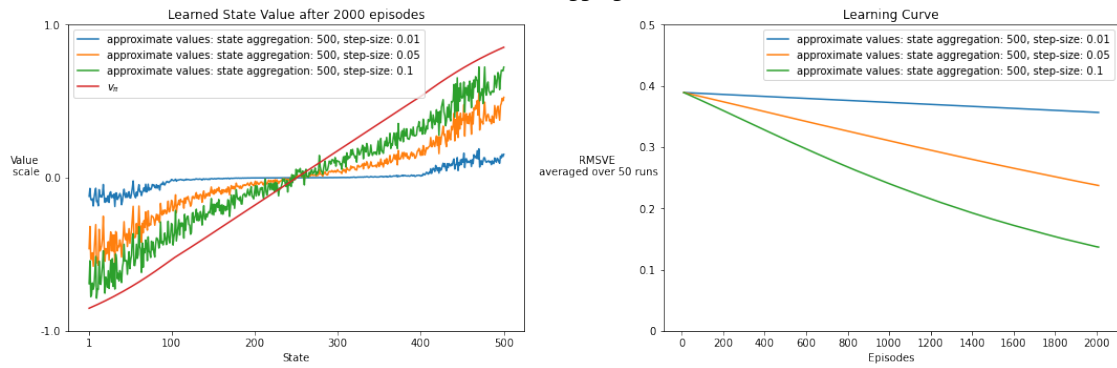 Learned State Value after 2000 episodes
1.0
approximate values: state aggregation: 500, step-size: 0.01
approximate values: state aggregation: 500, step-size: 0.05
approximate values: state aggregation: 500, step-size: 0.1
vπ
Value
scale
0.0
-1.0
1 100 200 300 400 500
State
Learning Curve
0.5
approximate values: state aggregation: 500, step-size: 0.01
approximate values: state aggregation: 500, step-size: 0.05
approximate values: state aggregation: 500, step-size: 0.1
0.4
0.3
RMSVE
averaged over 50 runs
0.2
0.1
0
0 200 400 600 800 1000 1200 1400 1600 1800 2000
Episodes